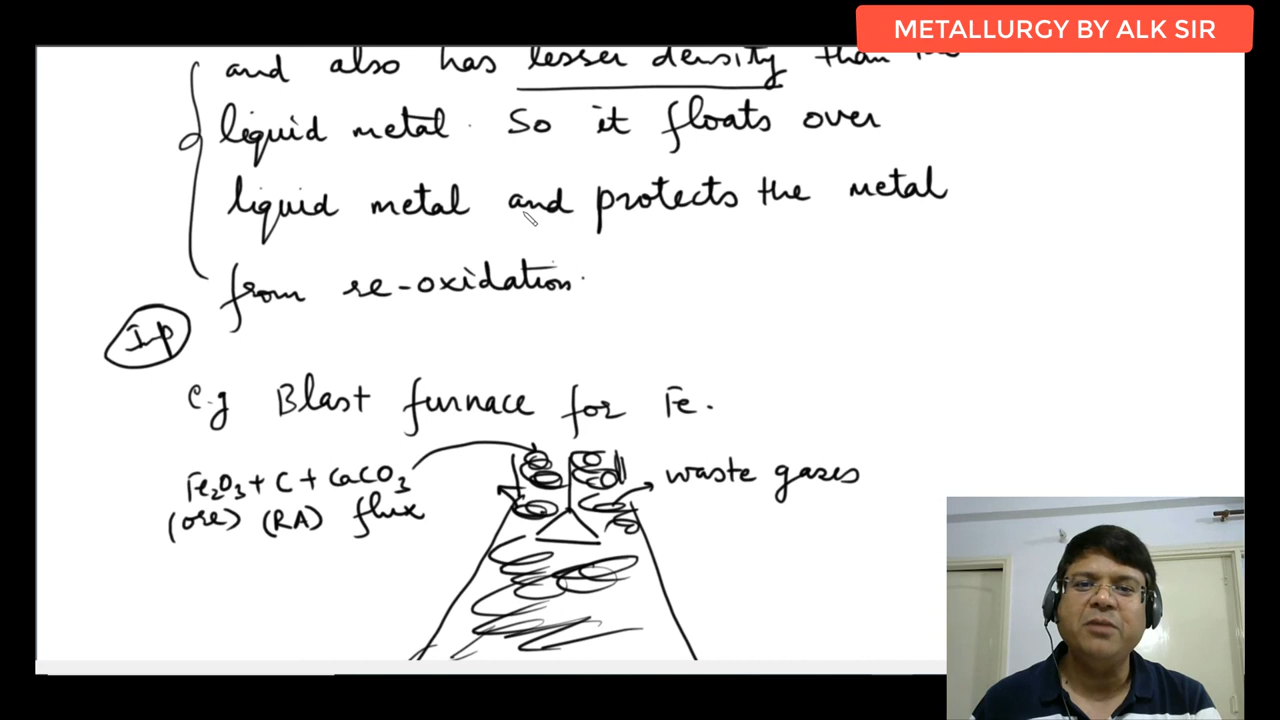 METALLURGY BY ALK SIR
and also has lesser density than
liquid metal. So it floats over
liquid metal and protects the metal
from re-oxidation.
Imp
e.g Blast furnace for Fe.
Fe2O3 + C + CaCO3
(ore) (RA) flux
waste gases